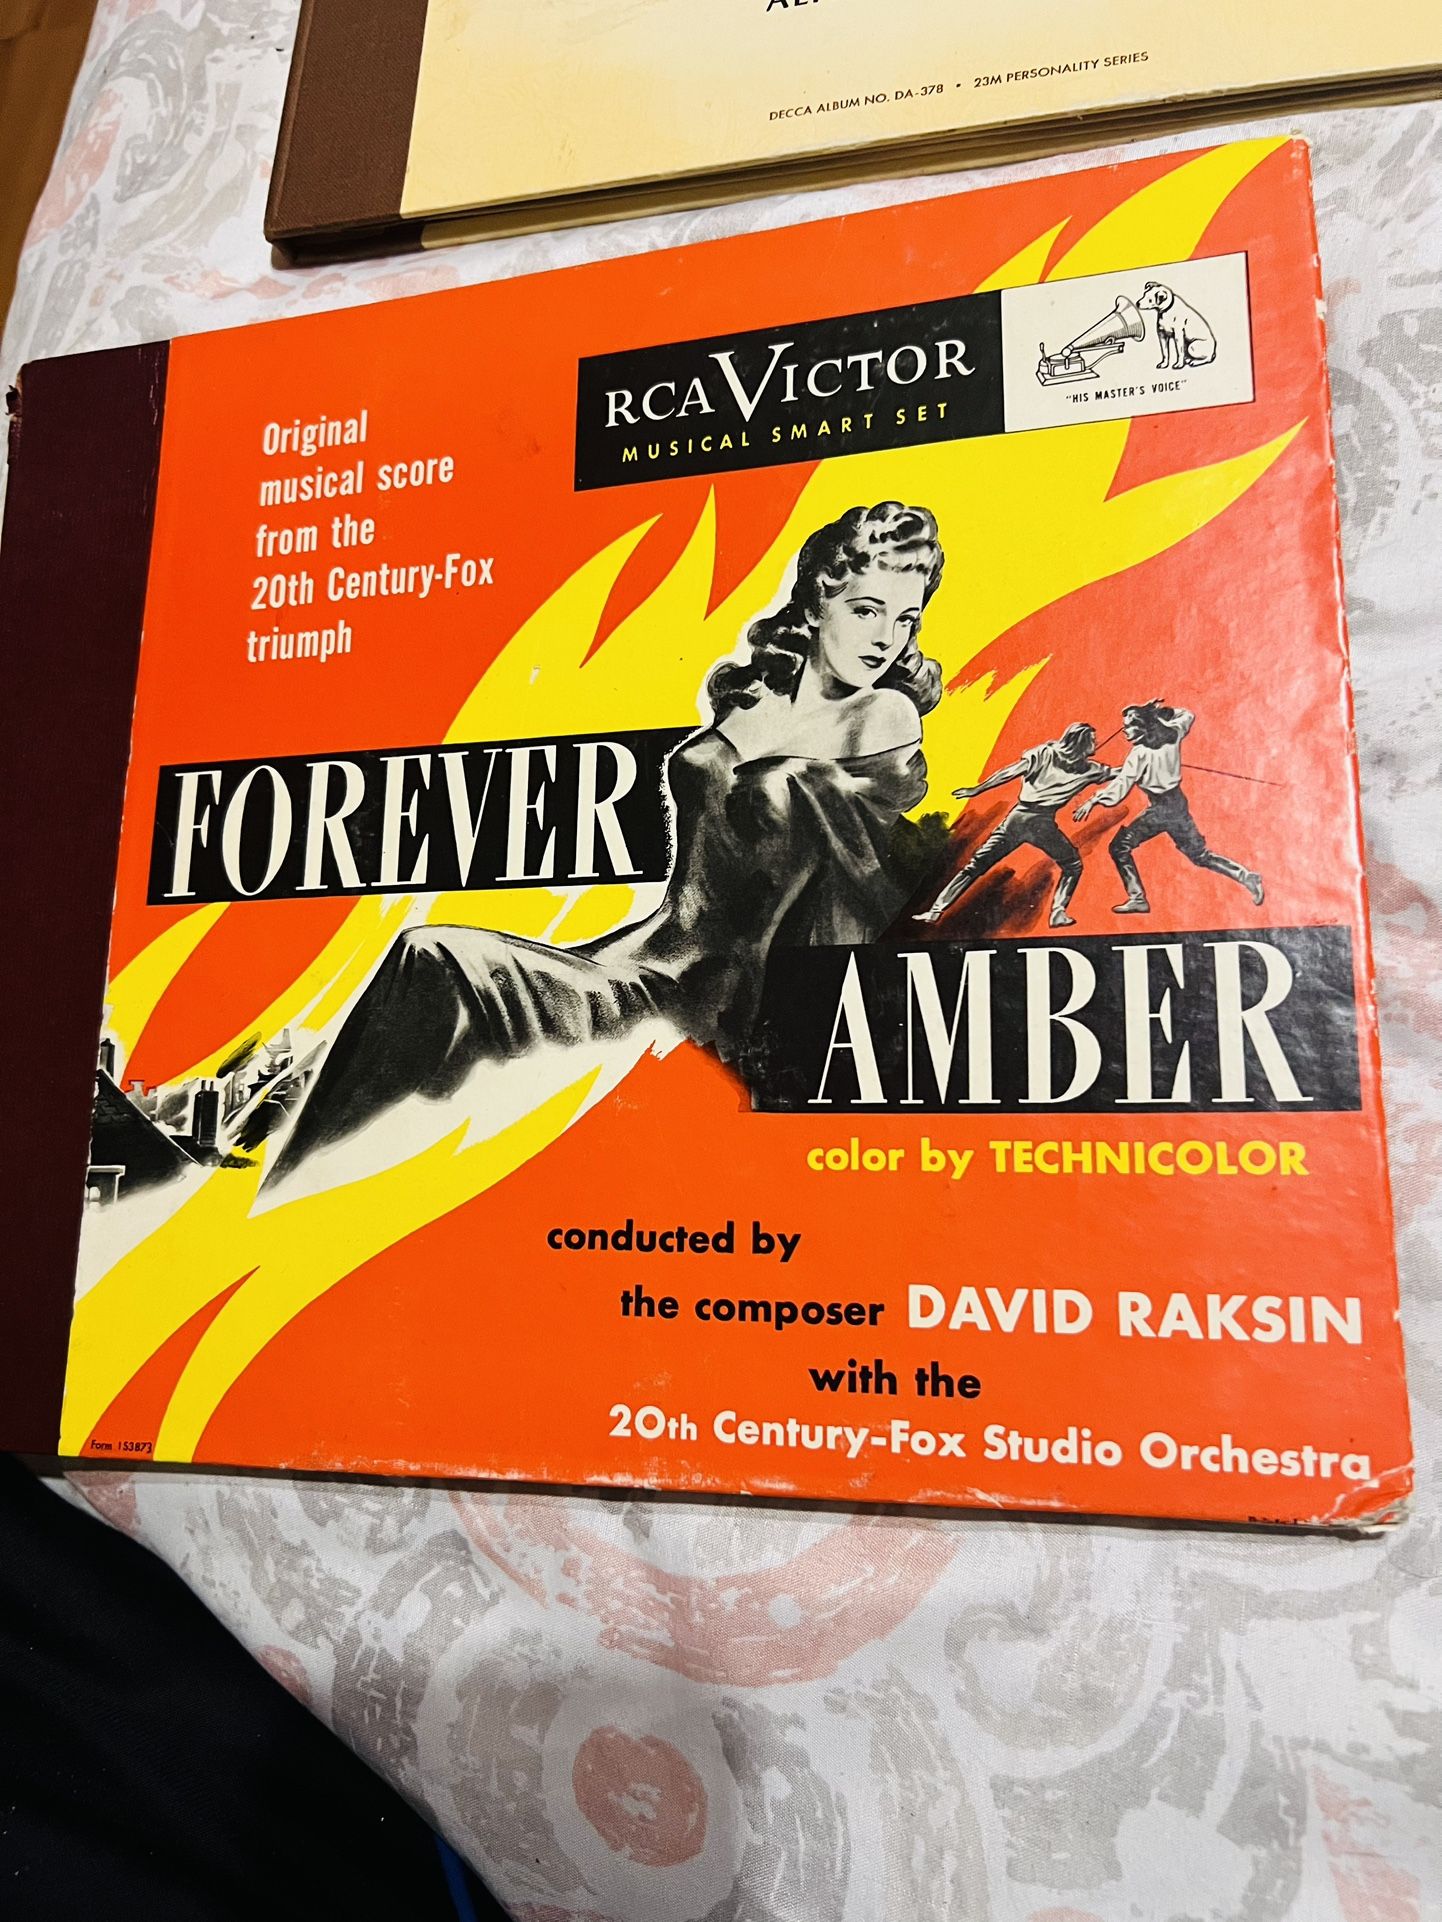 DECCA ALBUM NO. DA-378 • 23M PERSONALITY SERIES
RCA VICTOR
MUSICAL SMART SET
"HIS MASTER'S VOICE"
Original
musical score
from the
20th Century-Fox
triumph
FOREVER
AMBER
color by TECHNICOLOR
conducted by
the composer DAVID RAKSIN
with the
20th Century-Fox Studio Orchestra
Form 153873